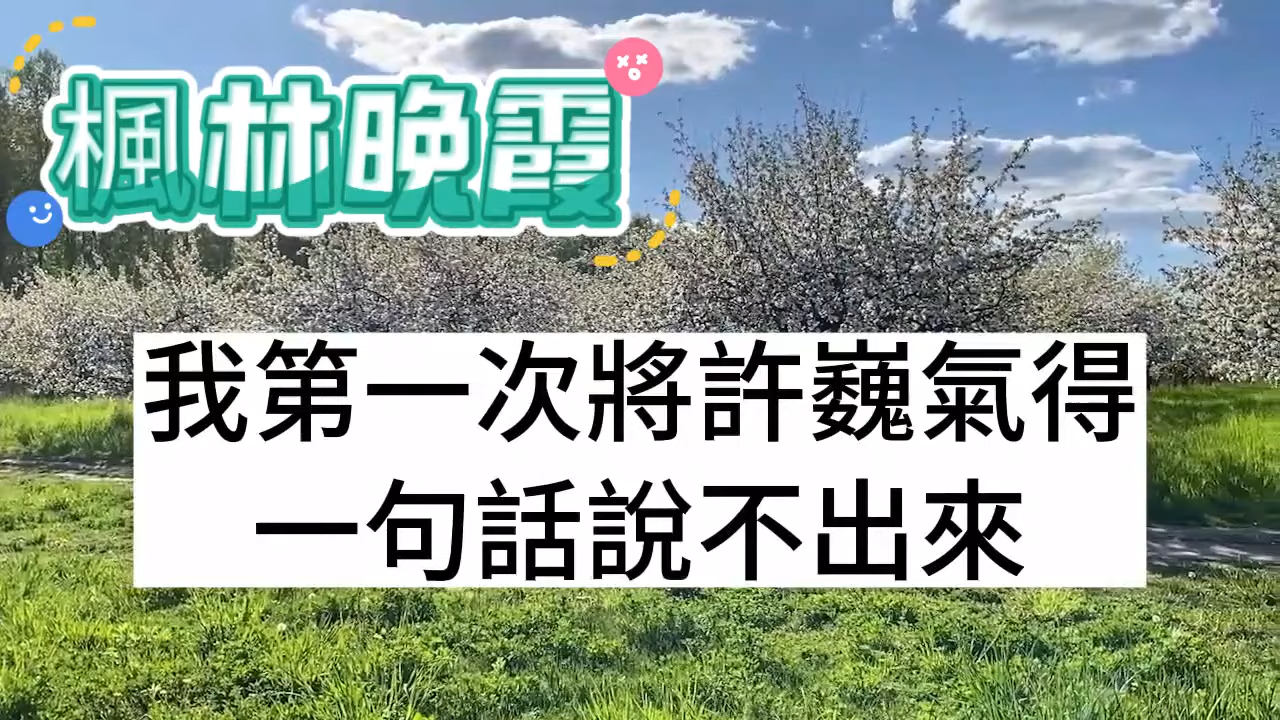 楓林晚霞
我第一次將許巍氣得
一句話說不出來